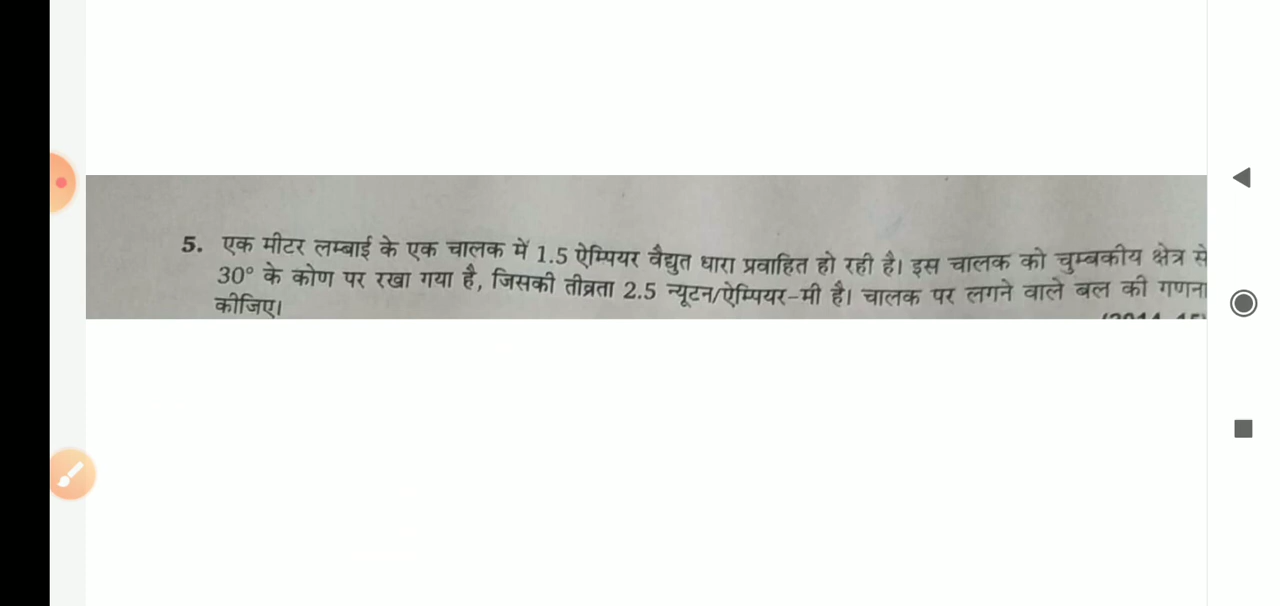 5. एक मीटर लम्बाई के एक चालक में 1.5 ऐम्पियर वैद्युत धारा प्रवाहित हो रही है। इस चालक को चुम्बकीय क्षेत्र से
30° के कोण पर रखा गया है, जिसकी तीव्रता 2.5 न्यूटन/ऐम्पियर-मी है। चालक पर लगने वाले बल की गणना
कीजिए।